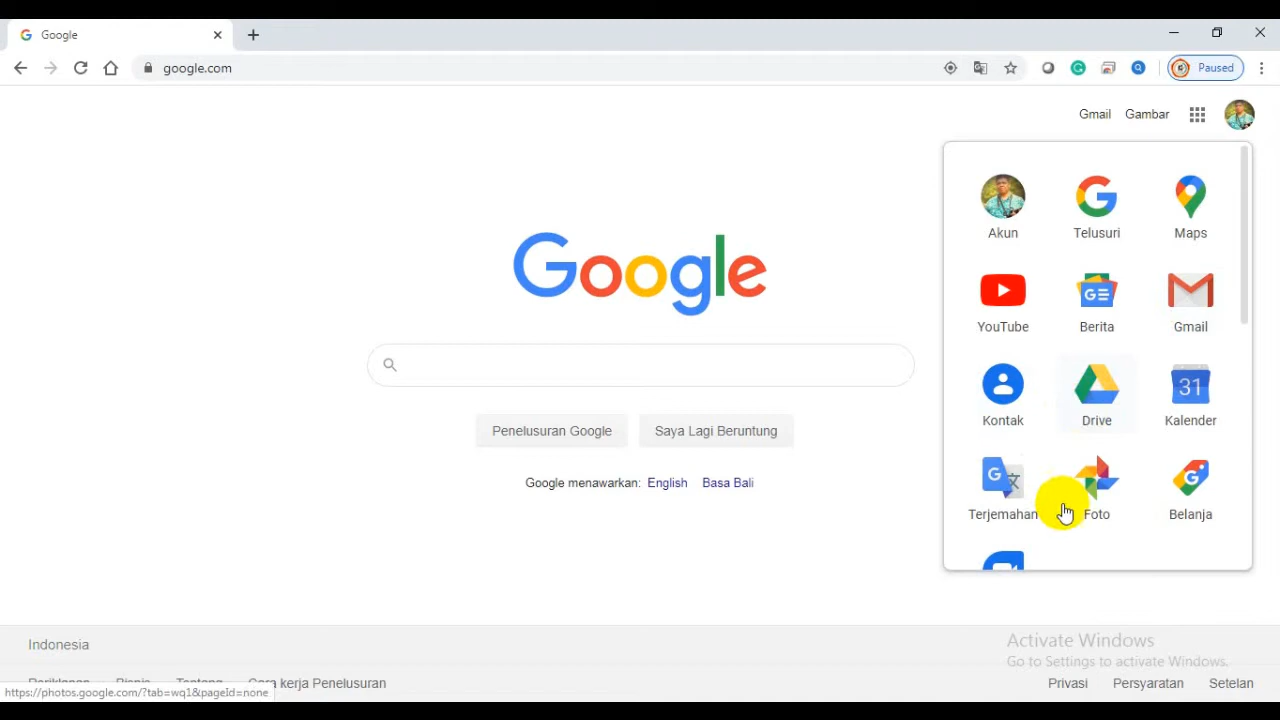 Google
google.com
Paused
Gmail Gambar
Akun Telusuri Maps
YouTube Berita Gmail
Kontak Drive Kalender
Terjemahan Foto Belanja
Google
Penelusuran Google Saya Lagi Beruntung
Google menawarkan: English Basa Bali
Indonesia
Activate Windows
Go to Settings to activate Windows.
kerja Penelusuran Privasi Persyaratan Setelan
https://photos.google.com/?tab=wq1&pageId=none